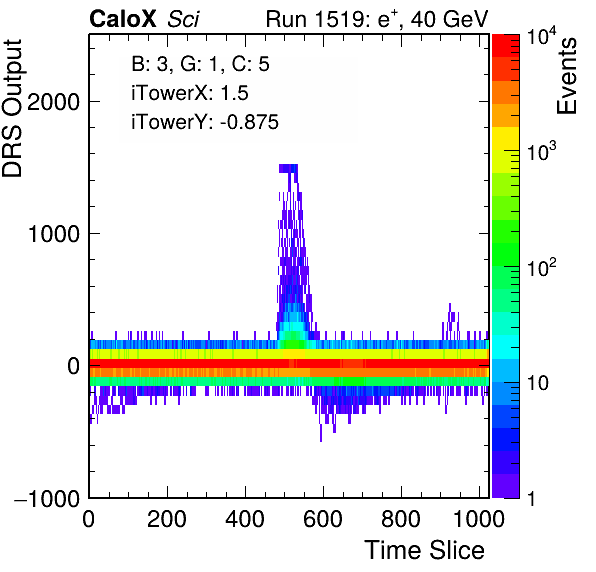 CaloX Sci
Run 1519: e⁺, 40 GeV
B: 3, G: 1, C: 5
iTowerX: 1.5
iTowerY: -0.875
DRS Output
2000
1000
0
−1000
0 200 400 600 800 1000
Time Slice
10⁴
10³
10²
10
1
Events